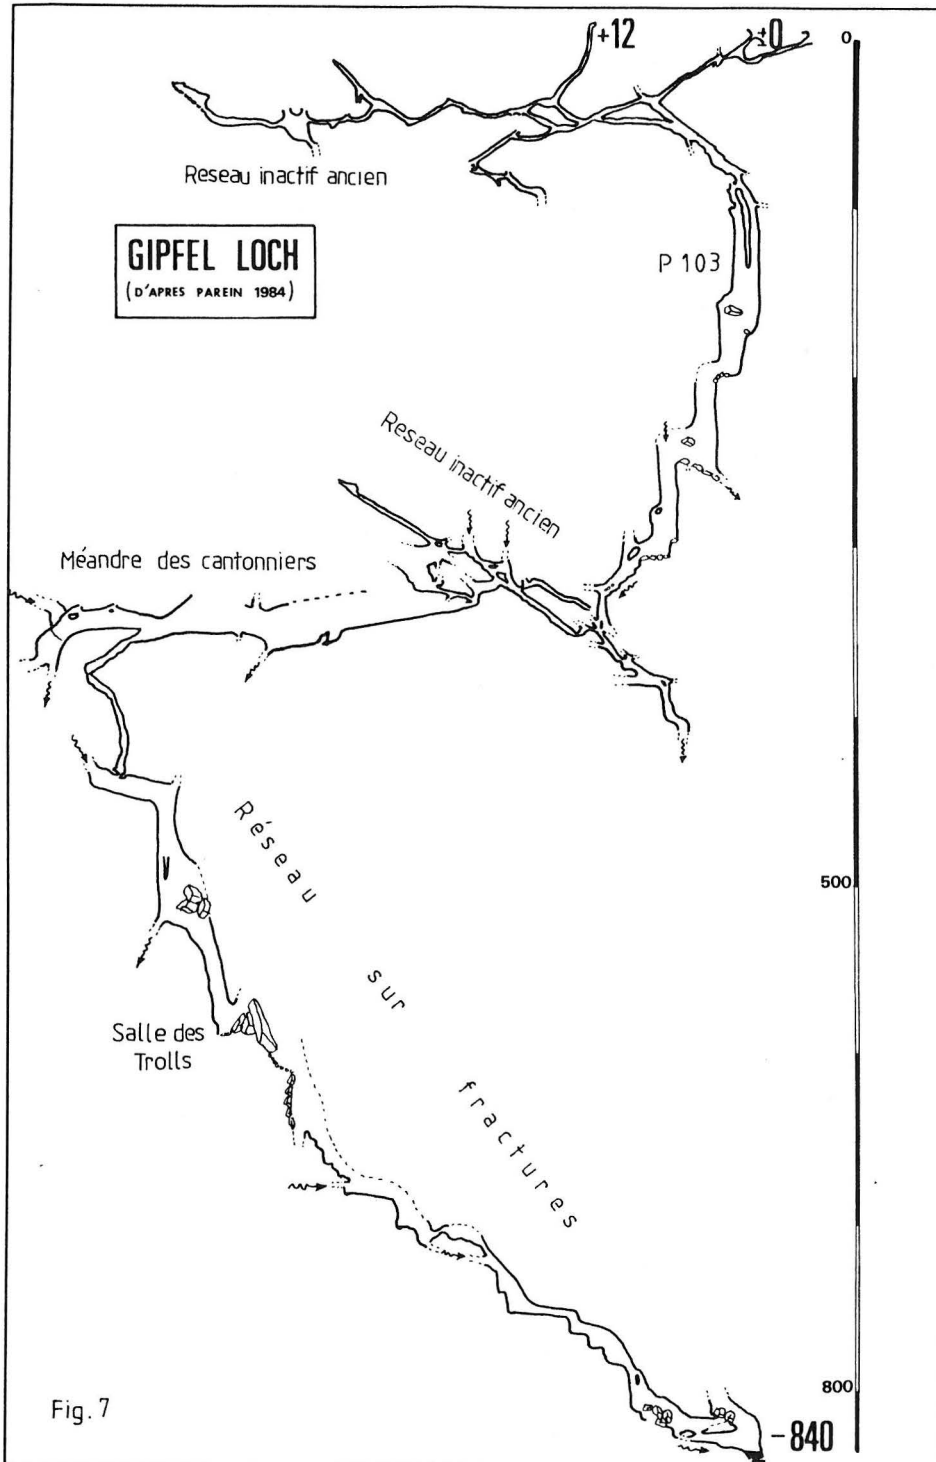 +12
±0
0
Reseau inactif ancien
GIPFEL LOCH
(D'APRES PAREIN 1984)
P 103
Reseau inactif ancien
Méandre des cantonniers
500
Réseau sur fractures
Salle des
Trolls
800
-840
Fig. 7